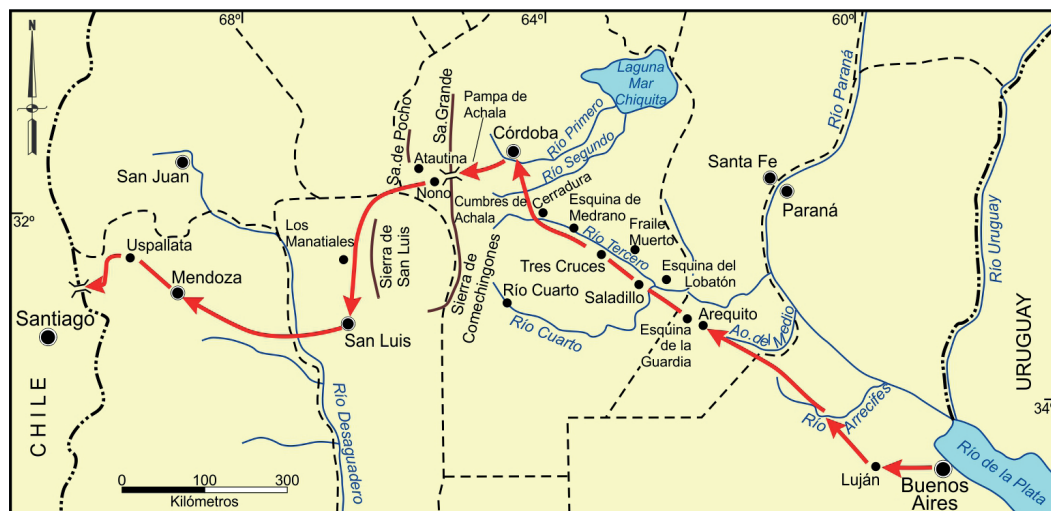 68º
64º
60º
N
Laguna
Mar
Chiquita
Río Paraná
Sa. de Pocho
Sa. Grande
Pampa de
Achala
Córdoba
Río Primero
Río Segundo
Atautina
Nono
San Juan
Santa Fe
Paraná
Río Uruguay
32º
Cumbres de
Achala
Cerradura
Esquina de
Medrano
Fraile
Muerto
Los
Manatiales
Sierra de
San Luis
Sierra de
Comechingones
Río Tercero
Uspallata
Tres Cruces
Esquina del
Lobatón
Mendoza
Río Cuarto
Saladillo
Santiago
San Luis
Río Cuarto
Esquina
de la
Guardia
Arequito
Ao. del Medio
URUGUAY
CHILE
Río Desaguadero
Río Arrecifes
34º
0 100 300
Kilómetros
Luján
Buenos
Aires
Río de la Plata